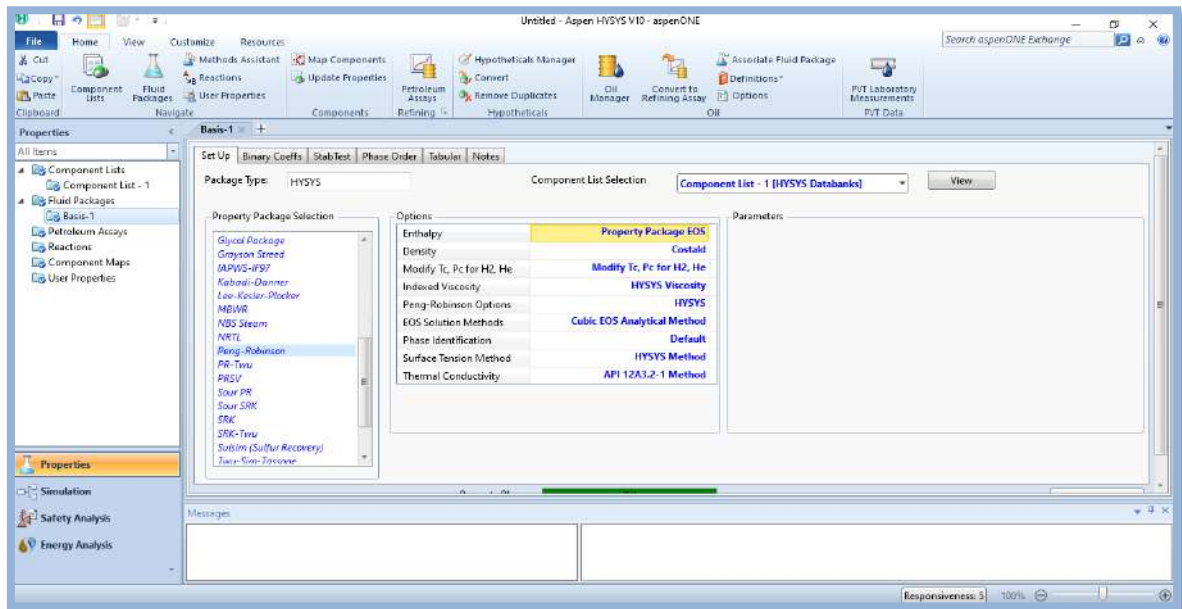 Untitled - Aspen HYSYS V10 - aspenONE
File Home View Customize Resources
Search aspenONE Exchange
Cut
Copy
Paste
Clipboard
Component Lists
Fluid Packages
Methods Assistant
Reactions
User Properties
Navigate
Map Components
Update Properties
Components
Petroleum Assays
Refining
Hypotheticals Manager
Convert
Remove Duplicates
Hypotheticals
Oil Manager
Convert to Refining Assay
Associate Fluid Package
Definitions
Options
Oil
PVT Laboratory Measurements
PVT Data
Properties
All Items
Component Lists
Component List - 1
Fluid Packages
Basis-1
Petroleum Assays
Reactions
Component Maps
User Properties
Properties
Simulation
Safety Analysis
Energy Analysis
Basis-1 +
Set Up Binary Coeffs StabTest Phase Order Tabular Notes
Package Type: HYSYS
Component List Selection Component List - 1 [HYSYS Databanks] View
Property Package Selection
Glycol Package
Grayson Streed
IAPWS-IF97
Kabadi-Danner
Lee-Kesler-Plocker
MBWR
NBS Steam
NRTL
Peng-Robinson
PR-Twu
PRSV
Sour PR
Sour SRK
SRK
SRK-Twu
Sulsim (Sulfur Recovery)
Twu-Sim-Tassone
Options
Enthalpy Property Package EOS
Density Costald
Modify Tc, Pc for H2, He Modify Tc, Pc for H2, He
Indexed Viscosity HYSYS Viscosity
Peng-Robinson Options HYSYS
EOS Solution Methods Cubic EOS Analytical Method
Phase Identification Default
Surface Tension Method HYSYS Method
Thermal Conductivity API 12A3.2-1 Method
Parameters
Messages
Responsiveness: 5 100%